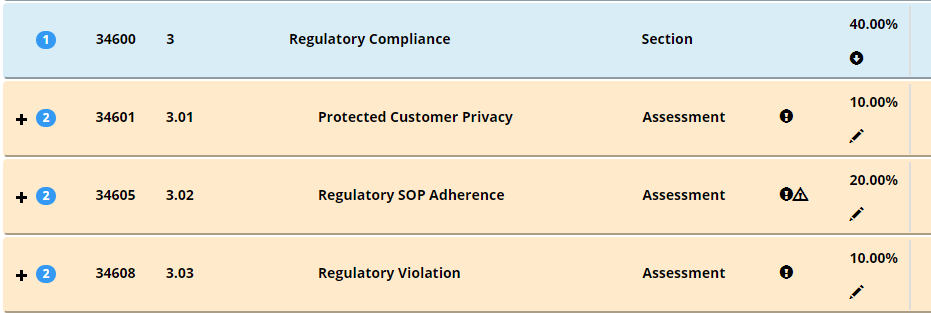 1 34600 3 Regulatory Compliance Section 40.00%
2 34601 3.01 Protected Customer Privacy Assessment 10.00%
2 34605 3.02 Regulatory SOP Adherence Assessment 20.00%
2 34608 3.03 Regulatory Violation Assessment 10.00%